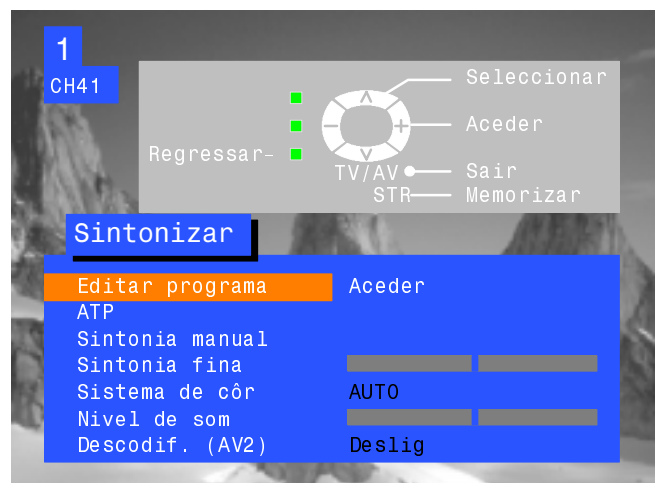 1
CH41
Seleccionar
Aceder
Regressar
TV/AV Sair
STR Memorizar
Sintonizar
Editar programa Aceder
ATP
Sintonia manual
Sintonia fina
Sistema de côr AUTO
Nivel de som
Descodif. (AV2) Deslig